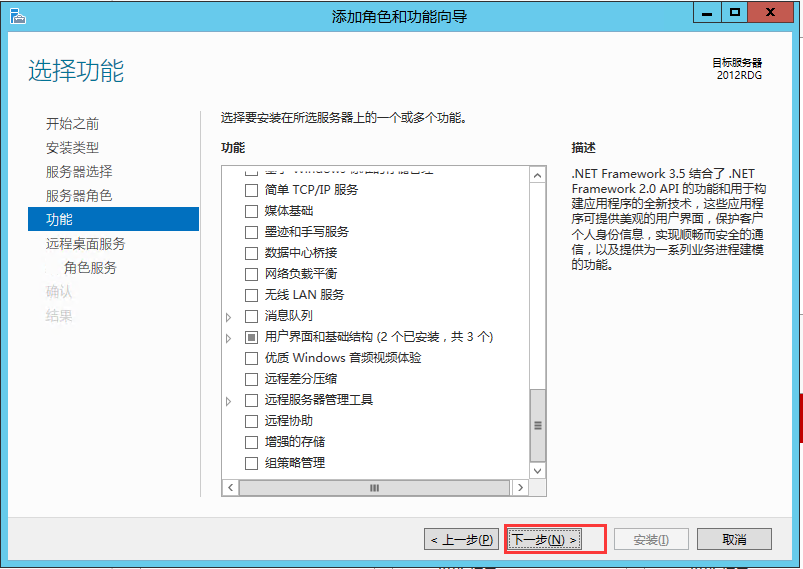 添加角色和功能向导
选择功能
目标服务器
2012RDG
开始之前
安装类型
服务器选择
服务器角色
功能
远程桌面服务
角色服务
确认
结果
选择要安装在所选服务器上的一个或多个功能。
功能
简单 TCP/IP 服务
媒体基础
墨迹和手写服务
数据中心桥接
网络负载平衡
无线 LAN 服务
消息队列
用户界面和基础结构 (2 个已安装，共 3 个)
优质 Windows 音频视频体验
远程差分压缩
远程服务器管理工具
远程协助
增强的存储
组策略管理
描述
.NET Framework 3.5 结合了 .NET
Framework 2.0 API 的功能和用于构
建应用程序的全新技术，这些应用程
序可提供美观的用户界面，保护客户
个人身份信息，实现顺畅而安全的通
信，以及提供为一系列业务进程建模
的功能。
< 上一步(P)
下一步(N) >
安装(I)
取消